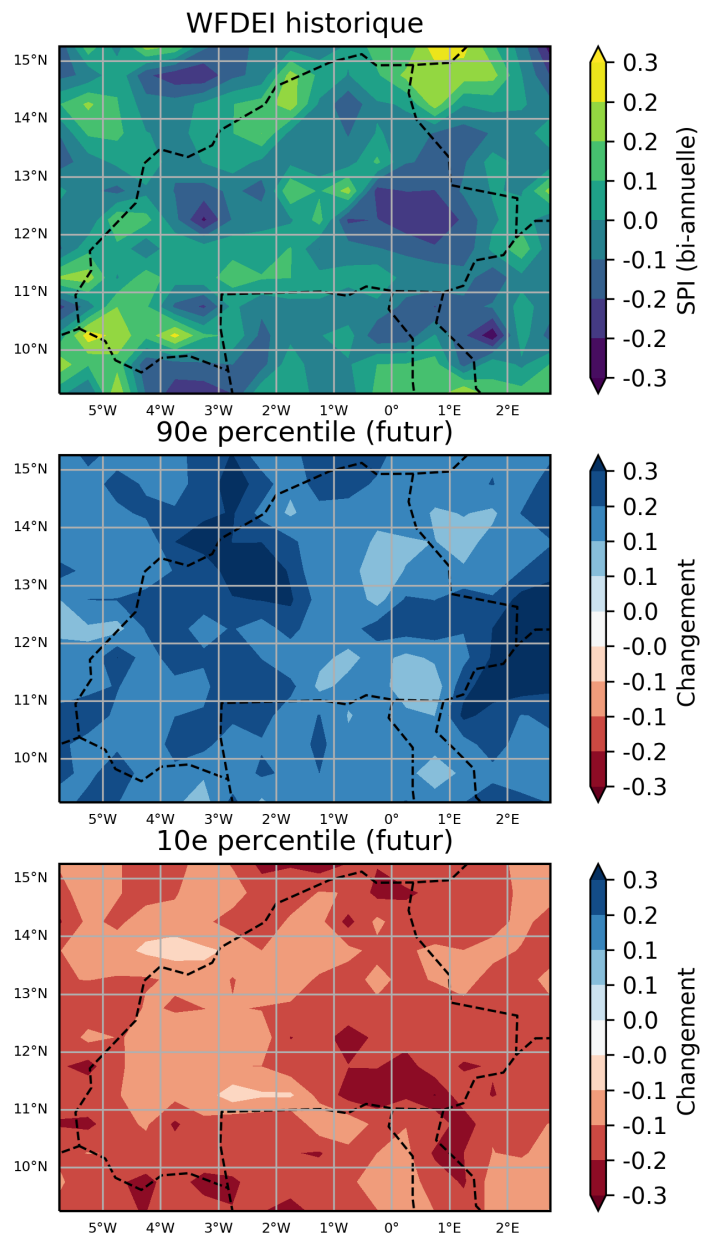 WFDEI historique
15°N
14°N
13°N
12°N
11°N
10°N
5°W 4°W 3°W 2°W 1°W 0° 1°E 2°E
0.3
0.2
0.2
0.1
0.0
-0.1
-0.2
-0.2
-0.3
SPI (bi-annuelle)
90e percentile (futur)
15°N
14°N
13°N
12°N
11°N
10°N
5°W 4°W 3°W 2°W 1°W 0° 1°E 2°E
0.3
0.2
0.1
0.1
0.0
-0.0
-0.1
-0.1
-0.2
-0.3
Changement
10e percentile (futur)
15°N
14°N
13°N
12°N
11°N
10°N
5°W 4°W 3°W 2°W 1°W 0° 1°E 2°E
0.3
0.2
0.1
0.1
0.0
-0.0
-0.1
-0.1
-0.2
-0.3
Changement